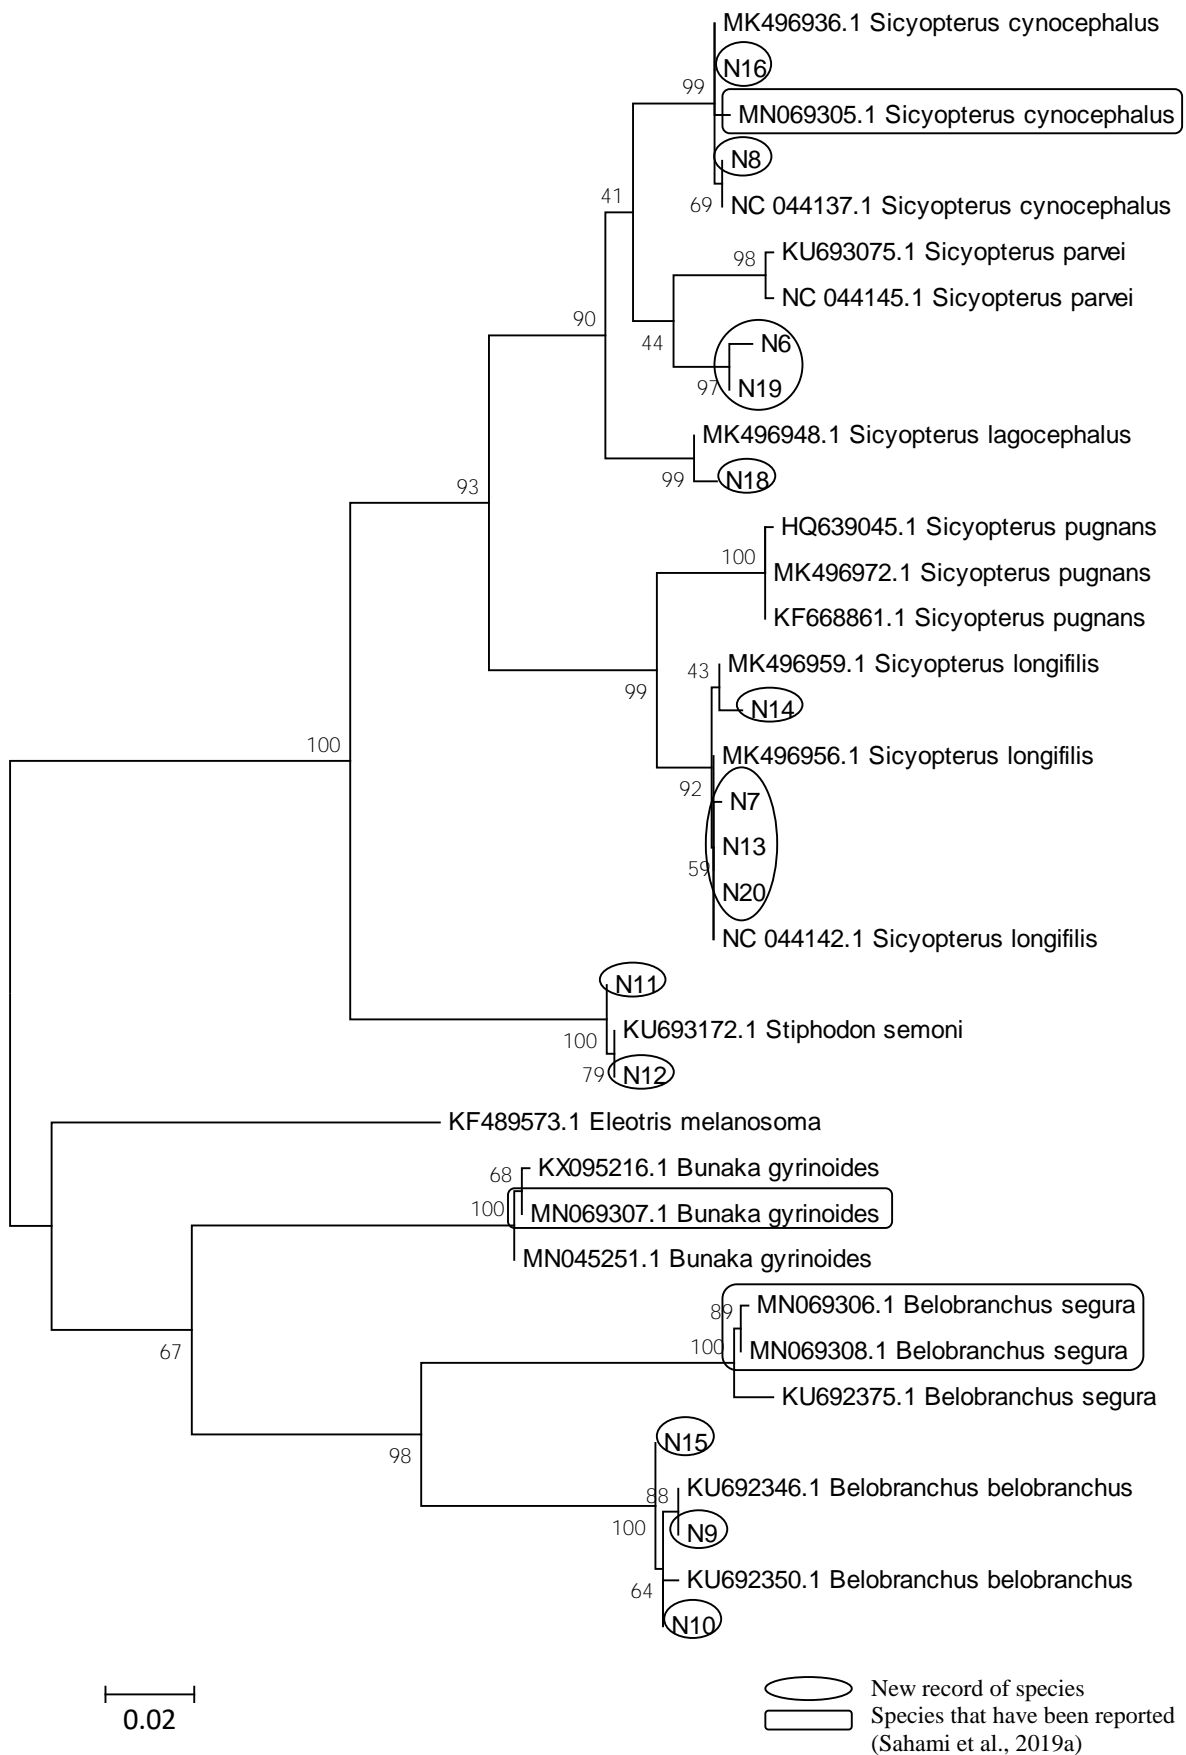 MK496936.1 Sicyopterus cynocephalus
N16
99
MN069305.1 Sicyopterus cynocephalus
N8
41
69
NC 044137.1 Sicyopterus cynocephalus
KU693075.1 Sicyopterus parvei
98
NC 044145.1 Sicyopterus parvei
90
44
N6
97
N19
MK496948.1 Sicyopterus lagocephalus
99
N18
93
HQ639045.1 Sicyopterus pugnans
100
MK496972.1 Sicyopterus pugnans
KF668861.1 Sicyopterus pugnans
43
MK496959.1 Sicyopterus longifilis
99
N14
100
MK496956.1 Sicyopterus longifilis
92
N7
N13
59
N20
NC 044142.1 Sicyopterus longifilis
N11
KU693172.1 Stiphodon semoni
100
79
N12
KF489573.1 Eleotris melanosoma
68
KX095216.1 Bunaka gyrinoides
100
MN069307.1 Bunaka gyrinoides
MN045251.1 Bunaka gyrinoides
89
MN069306.1 Belobranchus segura
67
100
MN069308.1 Belobranchus segura
KU692375.1 Belobranchus segura
98
N15
88
KU692346.1 Belobranchus belobranchus
100
N9
64
KU692350.1 Belobranchus belobranchus
N10
0.02
New record of species
Species that have been reported
(Sahami et al., 2019a)